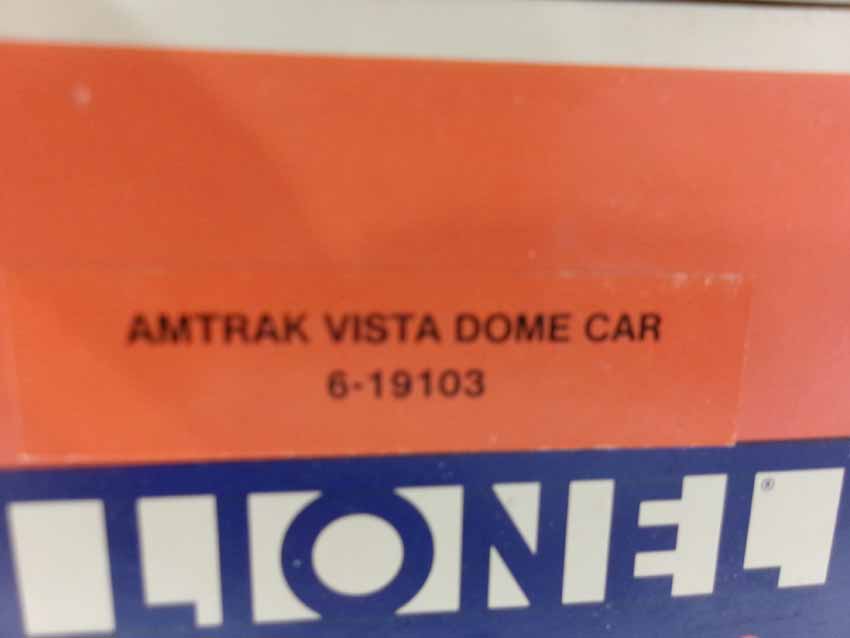 AMTRAK VISTA DOME CAR
6-19103
LIONEL®